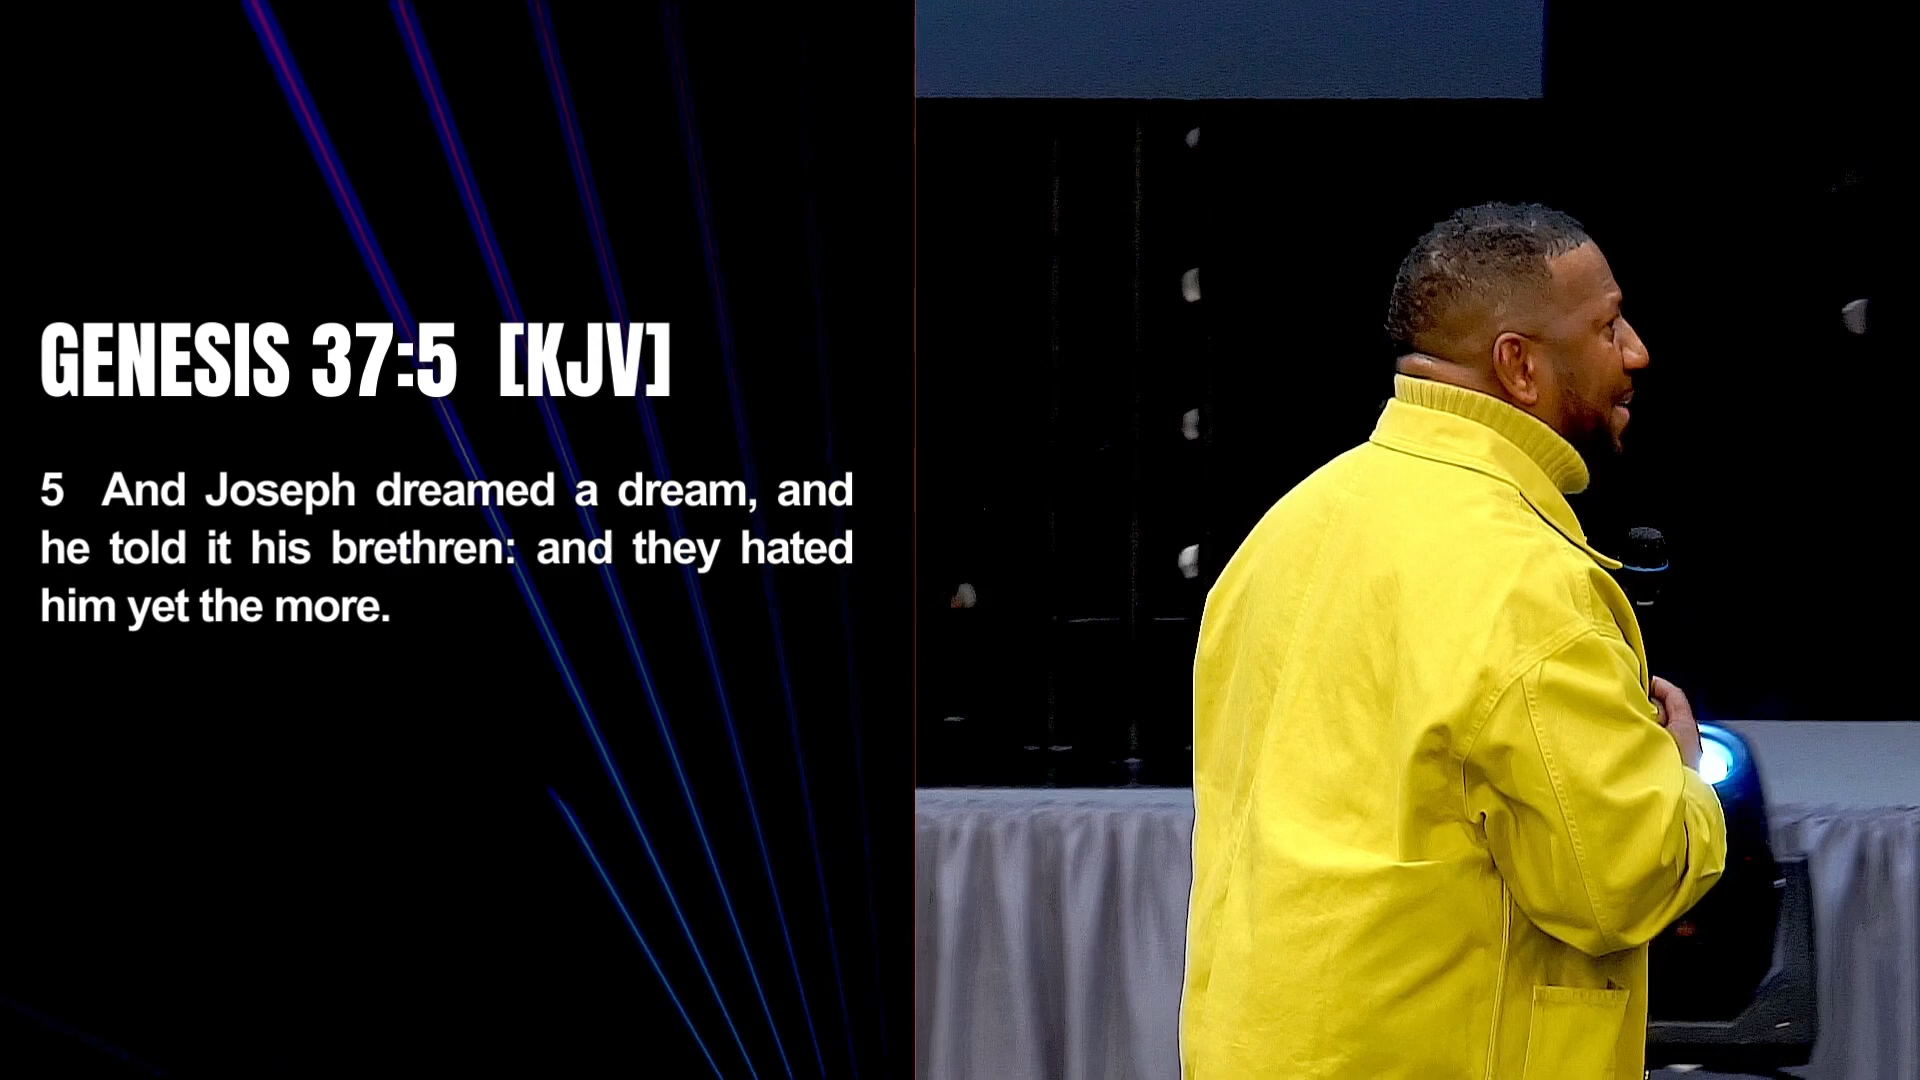 GENESIS 37:5 [KJV]
5 And Joseph dreamed a dream, and
he told it his brethren: and they hated
him yet the more.